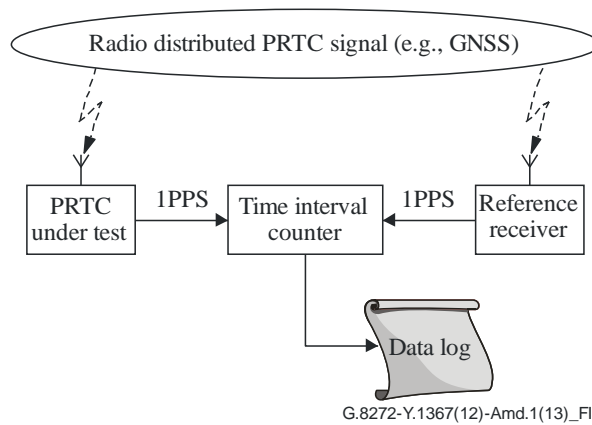 Radio distributed PRTC signal (e.g., GNSS)
PRTC
under test
1PPS
Time interval
counter
1PPS
Reference
receiver
Data log
G.8272-Y.1367(12)-Amd.1(13)_FI